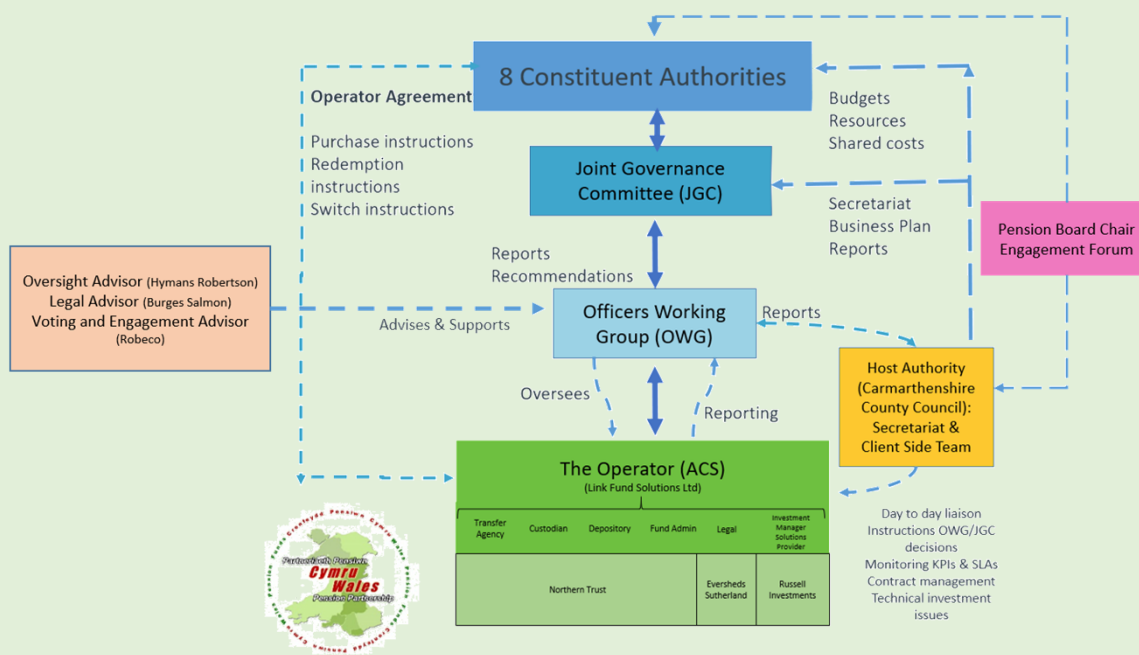 8 Constituent Authorities
Operator Agreement
Purchase instructions
Redemption
instructions
Switch instructions
Budgets
Resources
Shared costs
Joint Governance
Committee (JGC)
Secretariat
Business Plan
Reports
Pension Board Chair
Engagement Forum
Oversight Advisor (Hymans Robertson)
Legal Advisor (Burges Salmon)
Voting and Engagement Advisor
(Robeco)
Advises & Supports
Reports
Recommendations
Officers Working
Group (OWG)
Reports
Host Authority
(Carmarthenshire
County Council):
Secretariat &
Client Side Team
Oversees
Reporting
The Operator (ACS)
(Link Fund Solutions Ltd)
Transfer
Agency
Custodian
Depository
Fund Admin
Legal
Investment
Manager
Solutions
Provider
Northern Trust
Eversheds
Sutherland
Russell
Investments
Day to day liaison
Instructions OWG/JGC
decisions
Monitoring KPIs & SLAs
Contract management
Technical investment
issues
Partneriaeth Pensiwn
Cymru
Wales
Pension Partnership